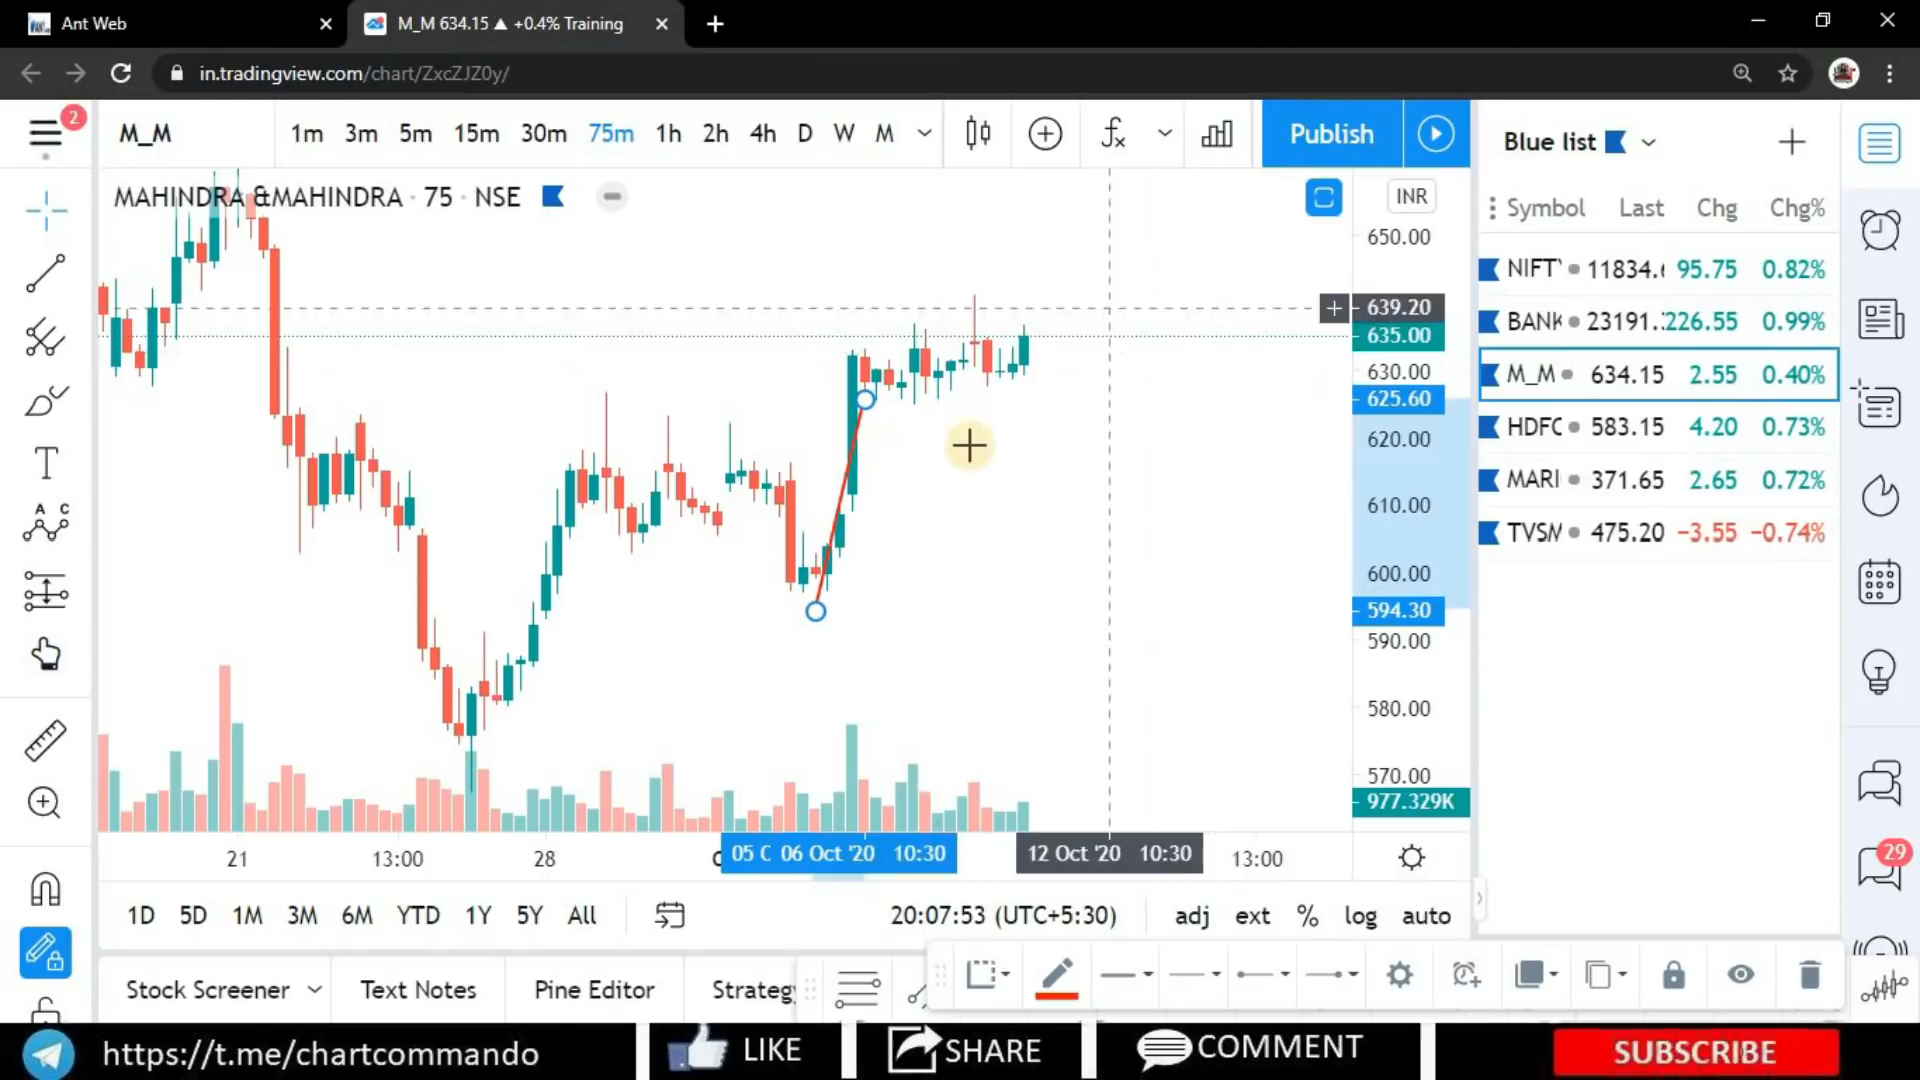 Ant Web
M_M 634.15 ▲ +0.4% Training
in.tradingview.com/chart/ZxcZJZ0y/
2
M_M
1m 3m 5m 15m 30m 75m 1h 2h 4h D W M
Publish
Blue list
MAHINDRA &MAHINDRA · 75 · NSE
INR
Symbol Last Chg Chg%
NIFTY 11834.6 95.75 0.82%
BANK 23191. 226.55 0.99%
M_M 634.15 2.55 0.40%
HDFC 583.15 4.20 0.73%
MARI 371.65 2.65 0.72%
TVSM 475.20 −3.55 −0.74%
650.00
639.20
635.00
630.00
625.60
620.00
610.00
600.00
594.30
590.00
580.00
570.00
977.329K
T
A C
21 13:00 28 05 O 06 Oct '20 10:30 12 Oct '20 10:30 13:00
29
1D 5D 1M 3M 6M YTD 1Y 5Y All
20:07:53 (UTC+5:30)
adj ext % log auto
Stock Screener Text Notes Pine Editor Strategy
https://t.me/chartcommando
LIKE
SHARE
COMMENT
SUBSCRIBE